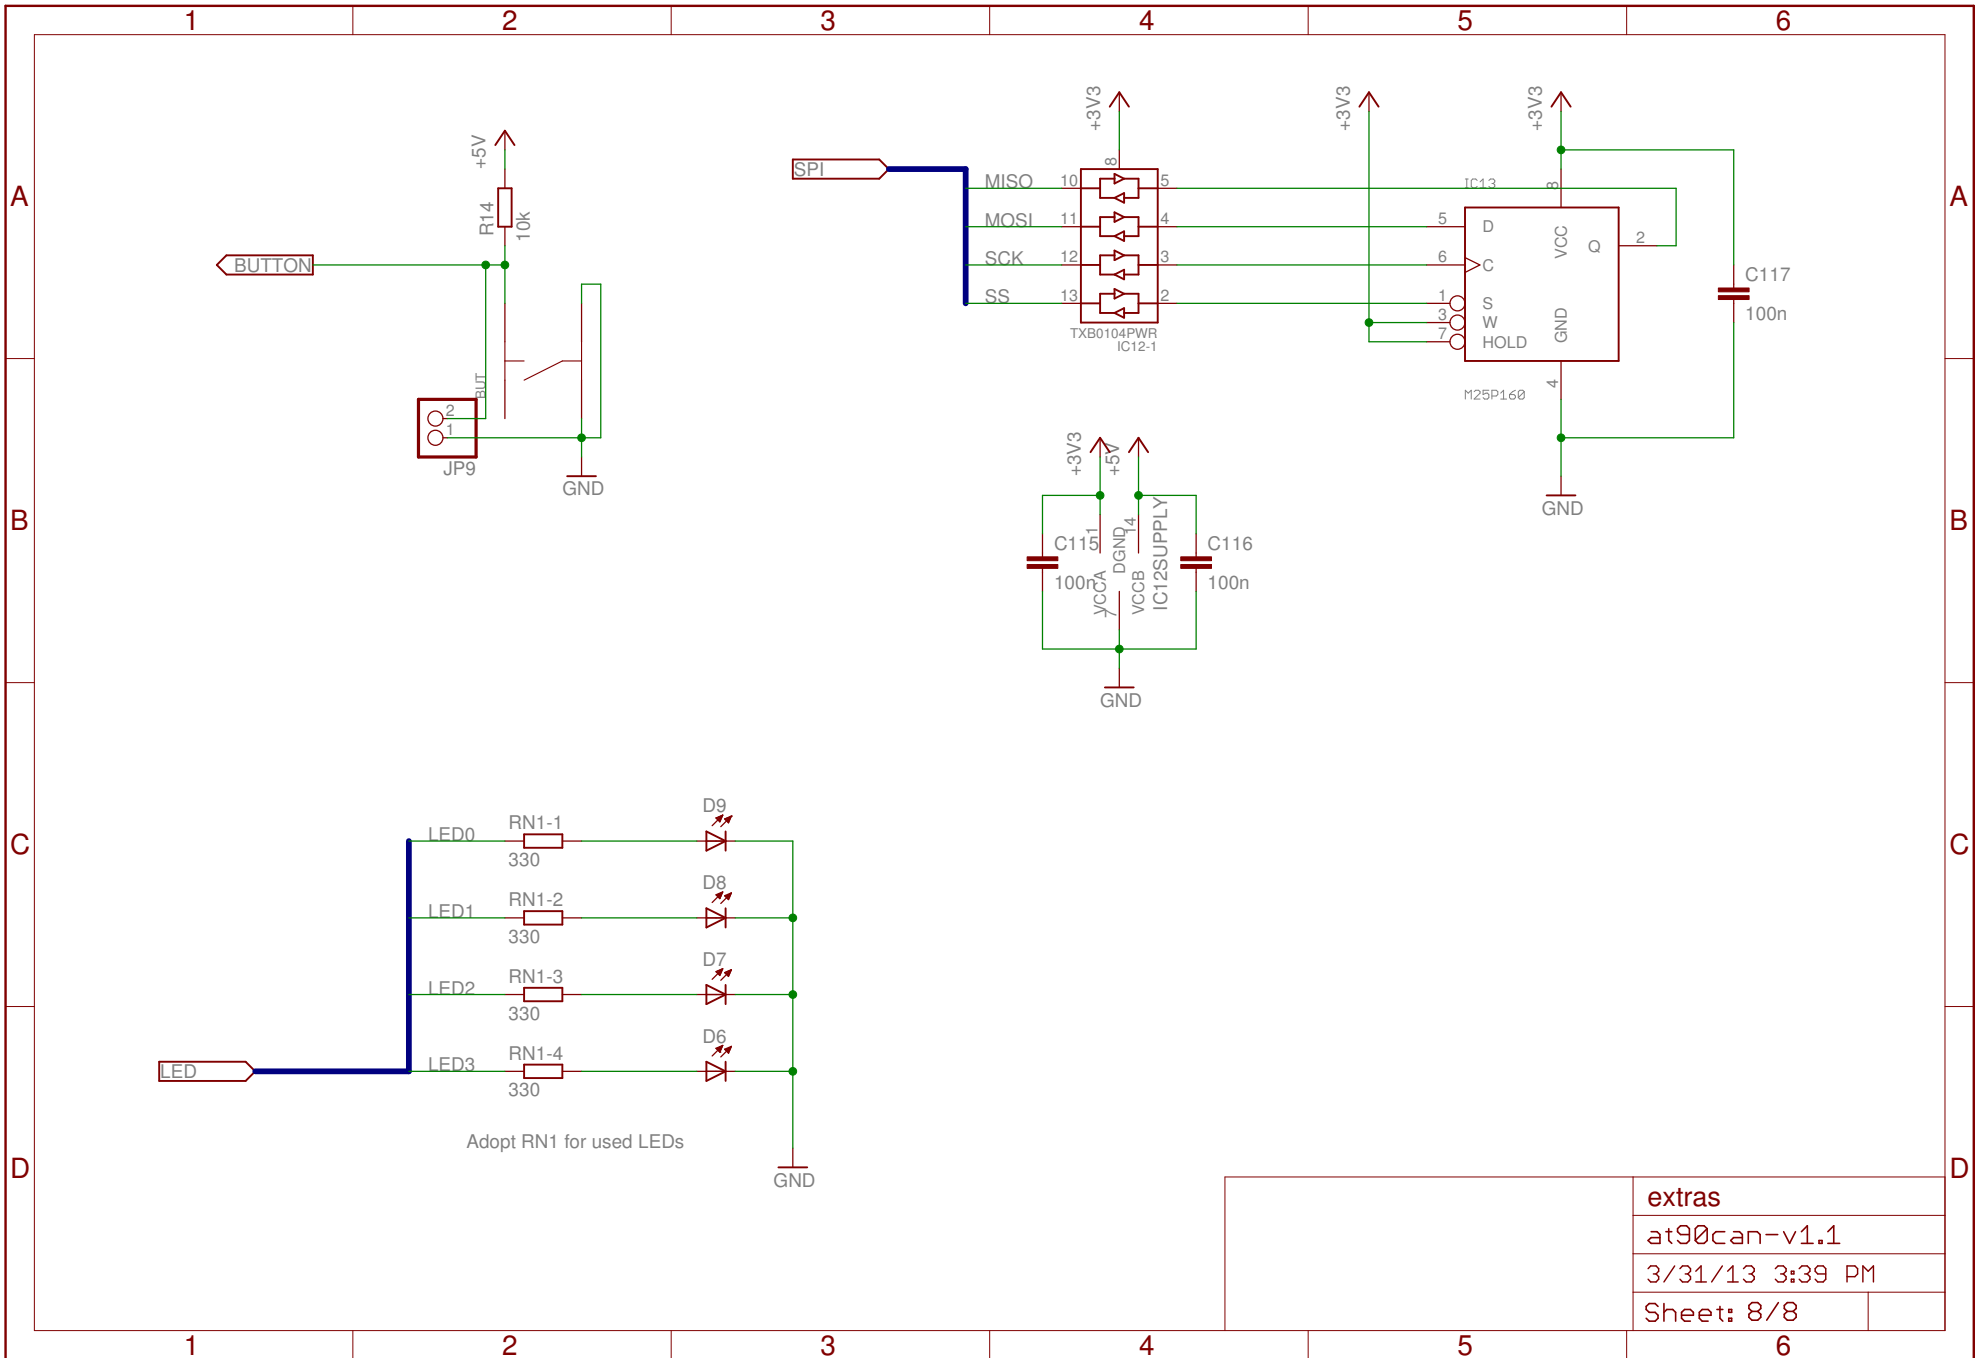 1 2 3 4 5 6
A A
B B
C C
D D
+5V
R14
10k
BUTTON
BUT
2
1
JP9
GND
SPI
MISO
MOSI
SCK
SS
+3V3
8
10 5
11 4
12 3
13 2
TXB0104PWR
IC12-1
+3V3
+3V3
IC13
8
5 D
6 C
1 S
3 W
7 HOLD
VCC
GND
Q 2
4
M25P160
C117
100n
GND
+3V3
+5V
1
14
C115
100n
VCCA
DGND
7
VCCB
IC12SUPPLY
C116
100n
GND
LED
LED0
RN1-1
330
D9
LED1
RN1-2
330
D8
LED2
RN1-3
330
D7
LED3
RN1-4
330
D6
Adopt RN1 for used LEDs
GND
extras
at90can-v1.1
3/31/13 3:39 PM
Sheet: 8/8
1 2 3 4 5 6